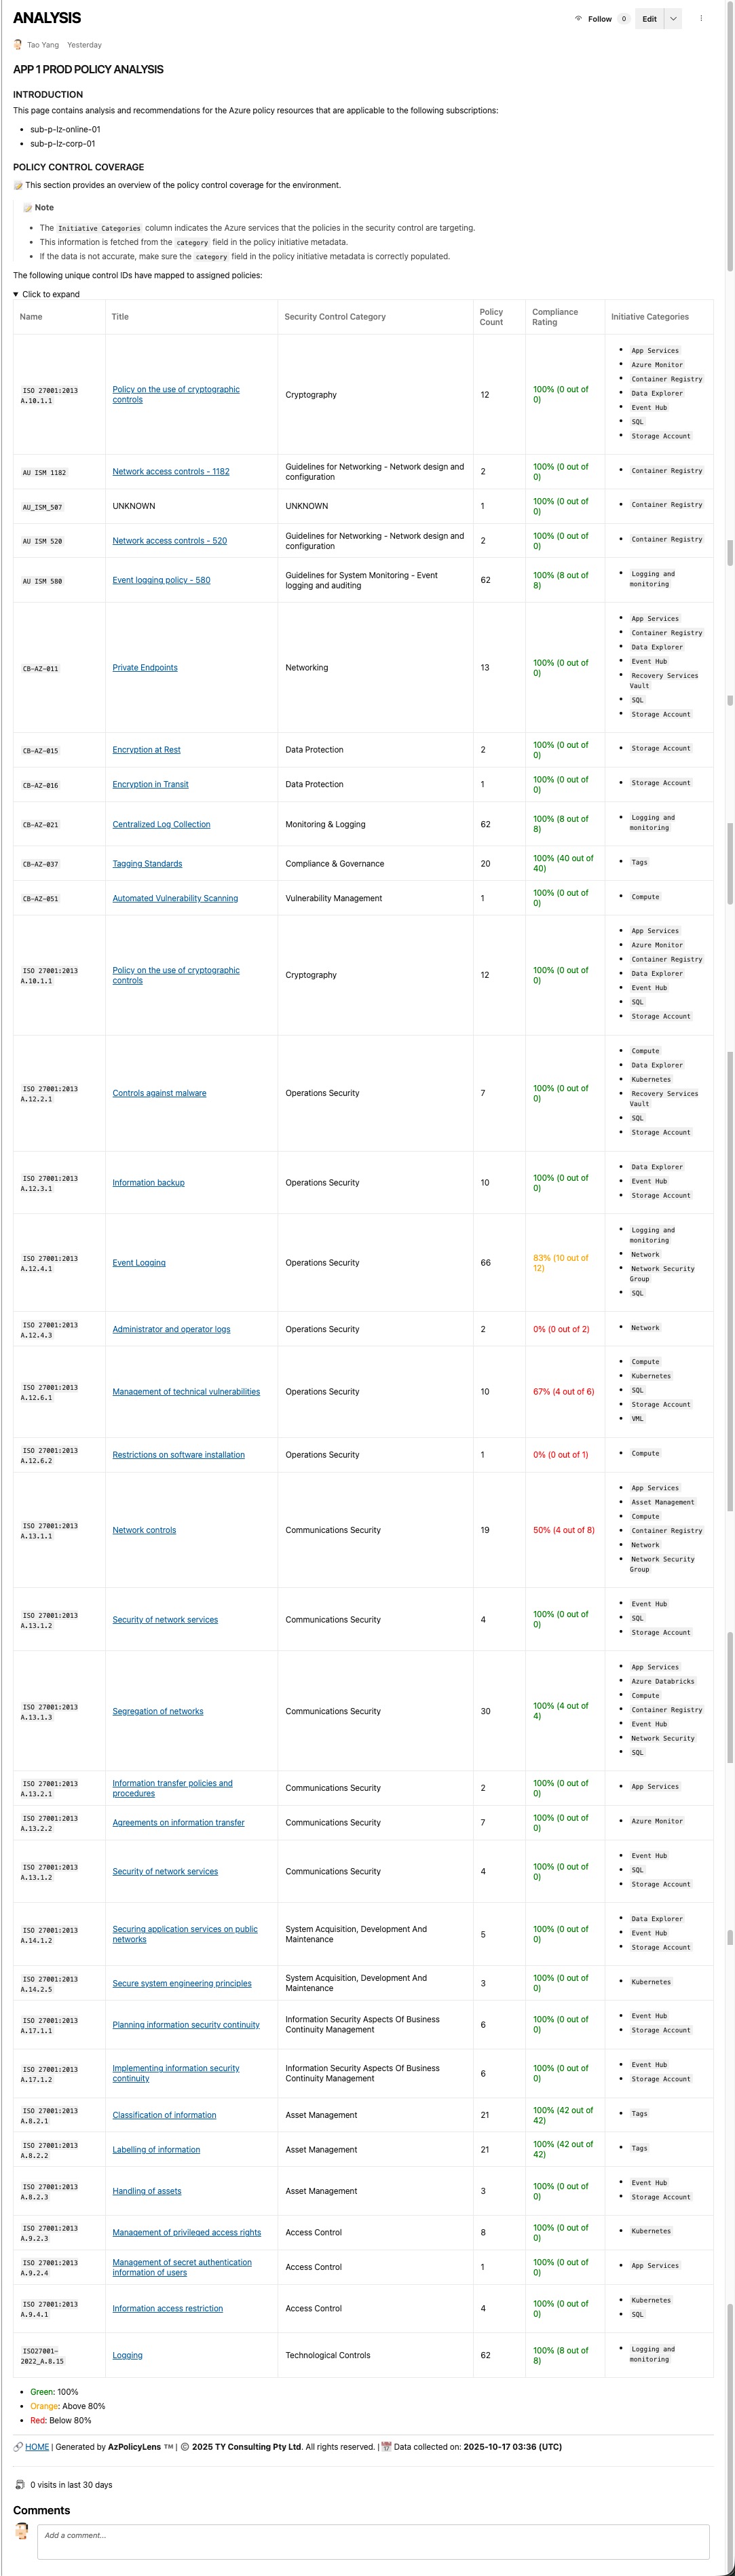 ANALYSIS
Follow 0 Edit
Tao Yang Yesterday
APP 1 PROD POLICY ANALYSIS
INTRODUCTION
This page contains analysis and recommendations for the Azure policy resources that are applicable to the following subscriptions:
• sub-p-lz-online-01
• sub-p-lz-corp-01
POLICY CONTROL COVERAGE
📝 This section provides an overview of the policy control coverage for the environment.
📝 Note
• The Initiative Categories column indicates the Azure services that the policies in the security control are targeting.
• This information is fetched from the category field in the policy initiative metadata.
• If the data is not accurate, make sure the category field in the policy initiative metadata is correctly populated.
The following unique control IDs have mapped to assigned policies:
▼ Click to expand
Name Title Security Control Category Policy Count Compliance Rating Initiative Categories
ISO 27001:2013 A.10.1.1 Policy on the use of cryptographic controls Cryptography 12 100% (0 out of 0) App Services Azure Monitor Container Registry Data Explorer Event Hub SQL Storage Account
AU ISM 1182 Network access controls - 1182 Guidelines for Networking - Network design and configuration 2 100% (0 out of 0) Container Registry
AU_ISM_507 UNKNOWN UNKNOWN 1 100% (0 out of 0) Container Registry
AU ISM 520 Network access controls - 520 Guidelines for Networking - Network design and configuration 2 100% (0 out of 0) Container Registry
AU ISM 580 Event logging policy - 580 Guidelines for System Monitoring - Event logging and auditing 62 100% (8 out of 8) Logging and monitoring
CB-AZ-011 Private Endpoints Networking 13 100% (0 out of 0) App Services Container Registry Data Explorer Event Hub Recovery Services Vault SQL Storage Account
CB-AZ-015 Encryption at Rest Data Protection 2 100% (0 out of 0) Storage Account
CB-AZ-016 Encryption in Transit Data Protection 1 100% (0 out of 0) Storage Account
CB-AZ-021 Centralized Log Collection Monitoring & Logging 62 100% (8 out of 8) Logging and monitoring
CB-AZ-037 Tagging Standards Compliance & Governance 20 100% (40 out of 40) Tags
CB-AZ-051 Automated Vulnerability Scanning Vulnerability Management 1 100% (0 out of 0) Compute
ISO 27001:2013 A.10.1.1 Policy on the use of cryptographic controls Cryptography 12 100% (0 out of 0) App Services Azure Monitor Container Registry Data Explorer Event Hub SQL Storage Account
ISO 27001:2013 A.12.2.1 Controls against malware Operations Security 7 100% (0 out of 0) Compute Data Explorer Kubernetes Recovery Services Vault SQL Storage Account
ISO 27001:2013 A.12.3.1 Information backup Operations Security 10 100% (0 out of 0) Data Explorer Event Hub Storage Account
ISO 27001:2013 A.12.4.1 Event Logging Operations Security 66 83% (10 out of 12) Logging and monitoring Network Network Security Group SQL
ISO 27001:2013 A.12.4.3 Administrator and operator logs Operations Security 2 0% (0 out of 2) Network
ISO 27001:2013 A.12.6.1 Management of technical vulnerabilities Operations Security 10 67% (4 out of 6) Compute Kubernetes SQL Storage Account VML
ISO 27001:2013 A.12.6.2 Restrictions on software installation Operations Security 1 0% (0 out of 1) Compute
ISO 27001:2013 A.13.1.1 Network controls Communications Security 19 50% (4 out of 8) App Services Asset Management Compute Container Registry Network Network Security Group
ISO 27001:2013 A.13.1.2 Security of network services Communications Security 4 100% (0 out of 0) Event Hub SQL Storage Account
ISO 27001:2013 A.13.1.3 Segregation of networks Communications Security 30 100% (4 out of 4) App Services Azure Databricks Compute Container Registry Event Hub Network Security SQL
ISO 27001:2013 A.13.2.1 Information transfer policies and procedures Communications Security 2 100% (0 out of 0) App Services
ISO 27001:2013 A.13.2.2 Agreements on information transfer Communications Security 7 100% (0 out of 0) Azure Monitor
ISO 27001:2013 A.13.1.2 Security of network services Communications Security 4 100% (0 out of 0) Event Hub SQL Storage Account
ISO 27001:2013 A.14.1.2 Securing application services on public networks System Acquisition, Development And Maintenance 5 100% (0 out of 0) Data Explorer Event Hub Storage Account
ISO 27001:2013 A.14.2.5 Secure system engineering principles System Acquisition, Development And Maintenance 3 100% (0 out of 0) Kubernetes
ISO 27001:2013 A.17.1.1 Planning information security continuity Information Security Aspects Of Business Continuity Management 6 100% (0 out of 0) Event Hub Storage Account
ISO 27001:2013 A.17.1.2 Implementing information security continuity Information Security Aspects Of Business Continuity Management 6 100% (0 out of 0) Event Hub Storage Account
ISO 27001:2013 A.8.2.1 Classification of information Asset Management 21 100% (42 out of 42) Tags
ISO 27001:2013 A.8.2.2 Labelling of information Asset Management 21 100% (42 out of 42) Tags
ISO 27001:2013 A.8.2.3 Handling of assets Asset Management 3 100% (0 out of 0) Event Hub Storage Account
ISO 27001:2013 A.9.2.3 Management of privileged access rights Access Control 8 100% (0 out of 0) Kubernetes
ISO 27001:2013 A.9.2.4 Management of secret authentication information of users Access Control 1 100% (0 out of 0) App Services
ISO 27001:2013 A.9.4.1 Information access restriction Access Control 4 100% (0 out of 0) Kubernetes SQL
ISO27001-2022_A.8.15 Logging Technological Controls 62 100% (8 out of 8) Logging and monitoring
• Green: 100%
• Orange: Above 80%
• Red: Below 80%
🔗 HOME | Generated by AzPolicyLens ™ | © 2025 TY Consulting Pty Ltd. All rights reserved. | 📅 Data collected on: 2025-10-17 03:36 (UTC)
0 visits in last 30 days
Comments
Add a comment...